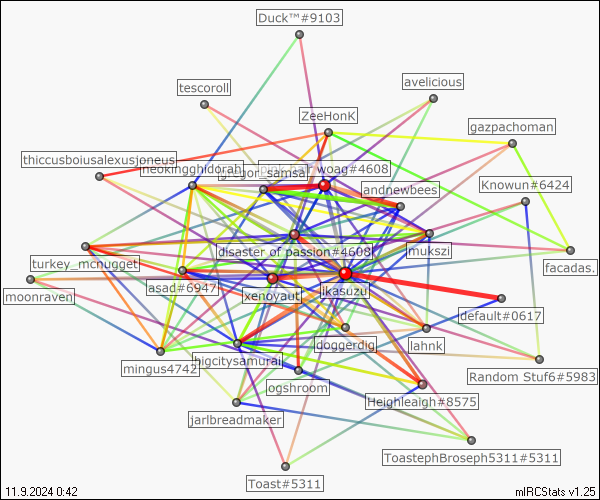 Duck™#9103
tescoroll
avelicious
ZeeHonK
gazpachoman
thiccusboiusalexusjoneus
neokingghidorah
gregor_samsa
woag#4608
andnewbees
Knowun#6424
disaster of passion#4608
mukszi
turkey_mcnugget
facadas.
asad#6947
xenoyaut
likasuzu
moonraven
default#0617
doggerdig
lahnk
bigcitysamurai
mingus4742
ogshroom
Random Stuf6#5983
Heighleaigh#8575
jarlbreadmaker
ToastephBroseph5311#5311
Toast#5311
11.9.2024 0:42
mIRCStats v1.25